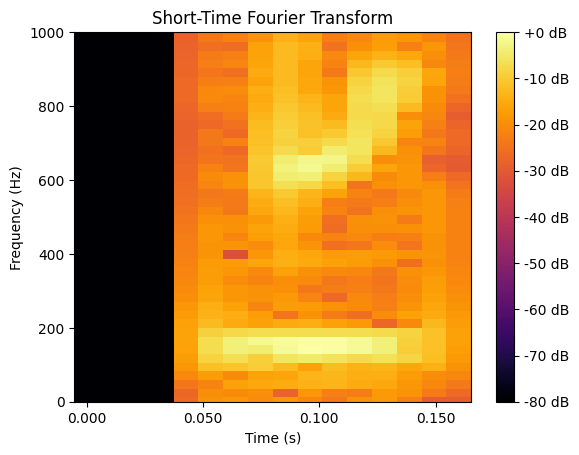 Short-Time Fourier Transform
Frequency (Hz)
1000
800
600
400
200
0
0.000
0.050
0.100
0.150
Time (s)
+0 dB
-10 dB
-20 dB
-30 dB
-40 dB
-50 dB
-60 dB
-70 dB
-80 dB